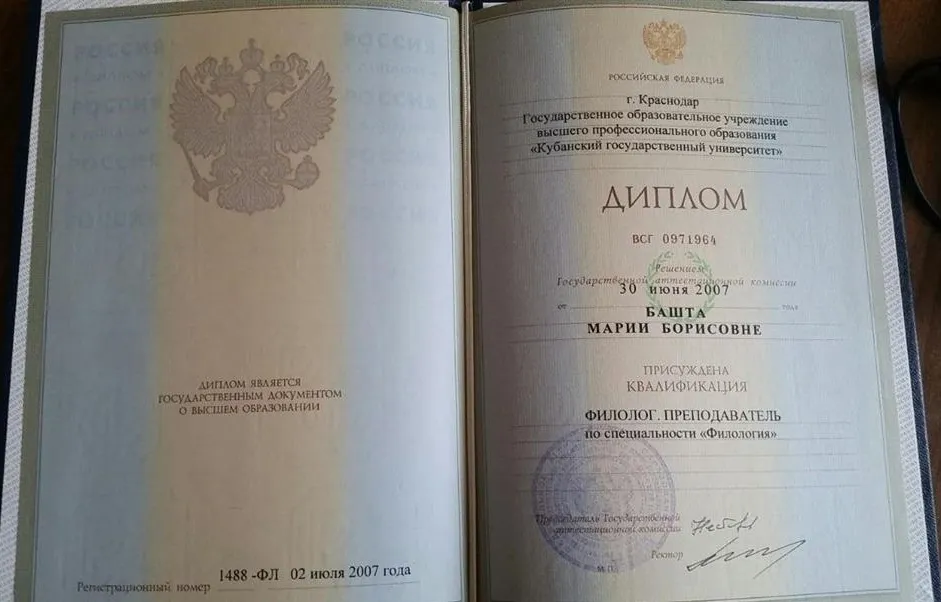 ДИПЛОМ ЯВЛЯЕТСЯ
ГОСУДАРСТВЕННЫМ ДОКУМЕНТОМ
О ВЫСШЕМ ОБРАЗОВАНИИ
Регистрационный номер 1488 -ФЛ 02 июля 2007 года
РОССИЙСКАЯ ФЕДЕРАЦИЯ
г. Краснодар
Государственное образовательное учреждение
высшего профессионального образования
«Кубанский государственный университет»
ДИПЛОМ
ВСГ 0971964
Решением
Государственной аттестационной комиссии
от 30 июня 2007 года
БАШТА
МАРИИ БОРИСОВНЕ
ПРИСУЖДЕНА
КВАЛИФИКАЦИЯ
ФИЛОЛОГ. ПРЕПОДАВАТЕЛЬ
по специальности «Филология»
Председатель Государственной
аттестационной комиссии
Ректор
М.П.